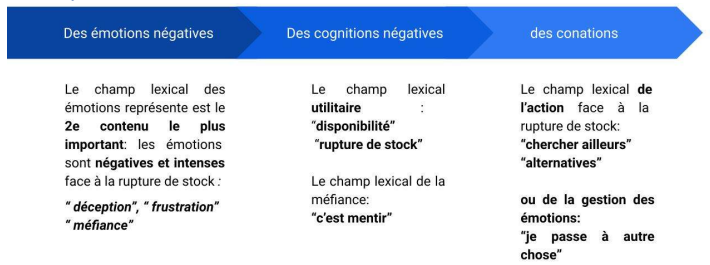 Des émotions négatives
Des cognitions négatives
des conations
Le champ lexical des
émotions représente est le
2e contenu le plus
important: les émotions
sont négatives et intenses
face à la rupture de stock :
“ déception”, “ frustration”
“ méfiance”
Le champ lexical
utilitaire :
“disponibilité”
“rupture de stock”
Le champ lexical de la
méfiance:
“c’est mentir”
Le champ lexical de
l’action face à la
rupture de stock:
“chercher ailleurs”
“alternatives”
ou de la gestion des
émotions:
“je passe à autre
chose”